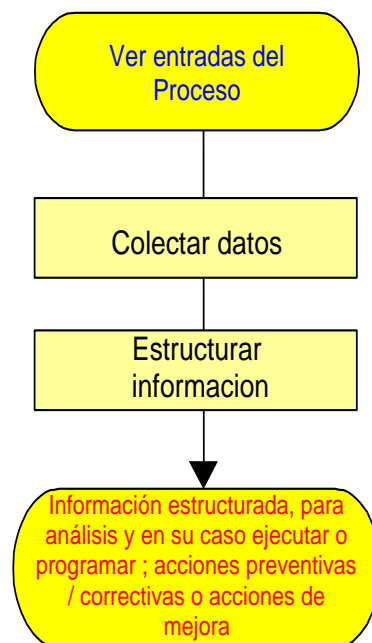 Ver entradas del
Proceso
Colectar datos
Estructurar
informacion
Información estructurada, para
análisis y en su caso ejecutar o
programar ; acciones preventivas
/ correctivas o acciones de
mejora